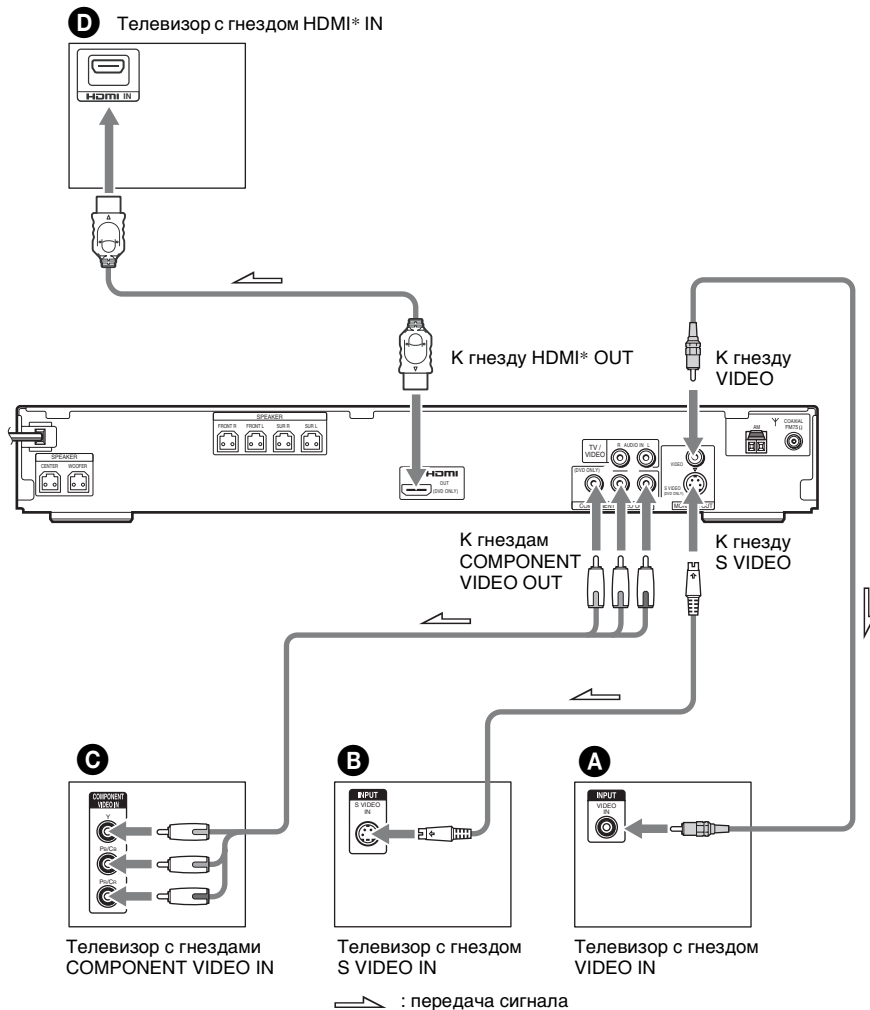 D Телевизор с гнездом HDMI* IN
HDMI IN
К гнезду HDMI* OUT
К гнезду
VIDEO
SPEAKER
FRONT R FRONT L SUR R SUR L
SPEAKER
CENTER WOOFER
HDMI
OUT
(DVD ONLY)
TV /
VIDEO
R AUDIO IN L
(DVD ONLY)
VIDEO
S VIDEO
(DVD ONLY)
AM
COAXIAL
FM75Ω
К гнездам
COMPONENT
VIDEO OUT
К гнезду
S VIDEO
C
COMPONENT
VIDEO IN
Y
PB/CB
PR/CR
Телевизор с гнездами
COMPONENT VIDEO IN
B
INPUT
S VIDEO
IN
Телевизор с гнездом
S VIDEO IN
A
INPUT
VIDEO
IN
Телевизор с гнездом
VIDEO IN
: передача сигнала